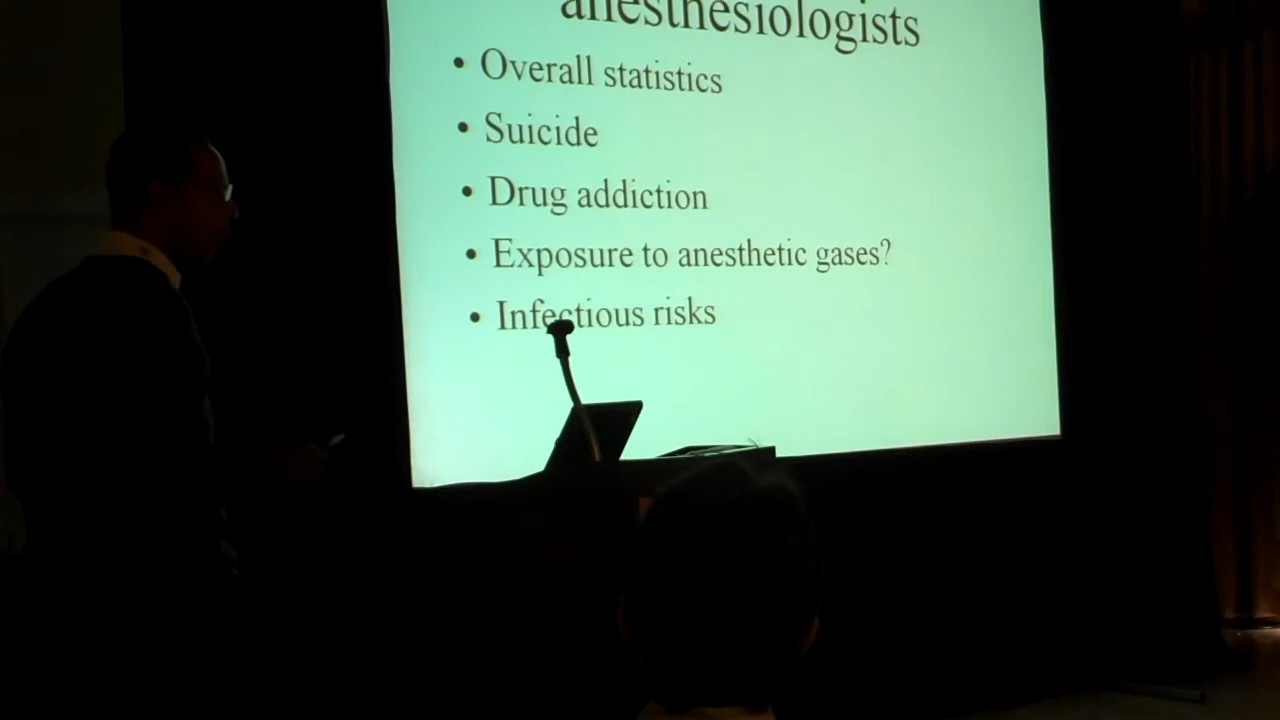 anesthesiologists
• Overall statistics
• Suicide
• Drug addiction
• Exposure to anesthetic gases?
• Infectious risks